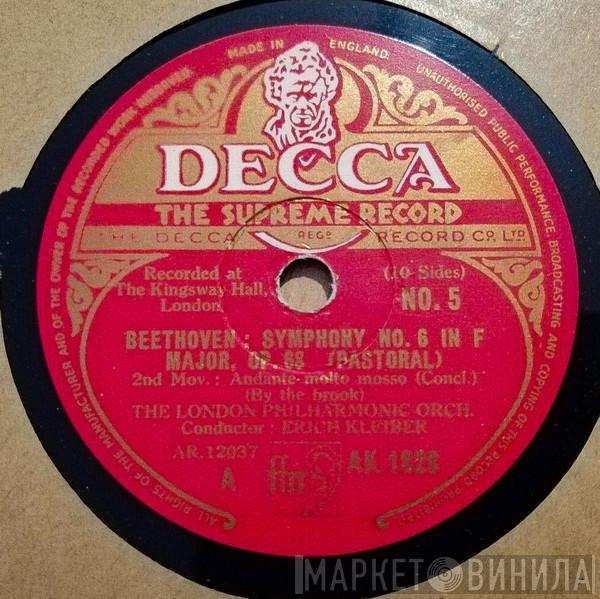 MADE IN ENGLAND
DECCA
THE SUPREME RECORD
THE DECCA REGD RECORD CO LTD
Recorded at
The Kingsway Hall,
London
(10 Sides)
NO. 5
BEETHOVEN: SYMPHONY NO. 6 IN F
MAJOR, OP 68 (PASTORAL)
2nd Mov.: Andante molto mosso (Concl.)
(By the brook)
THE LONDON PHILHARMONIC ORCH.
Conductor: ERICH KLEIBER
AR.12037
A
ffrr
AK.1828
ALL RIGHTS OF THE MANUFACTURER AND OF THE OWNER OF THE RECORDED WORK RESERVED
UNAUTHORISED PUBLIC PERFORMANCE, BROADCASTING AND COPYING OF THIS RECORD PROHIBITED
МАРКЕТ ВИНИЛА